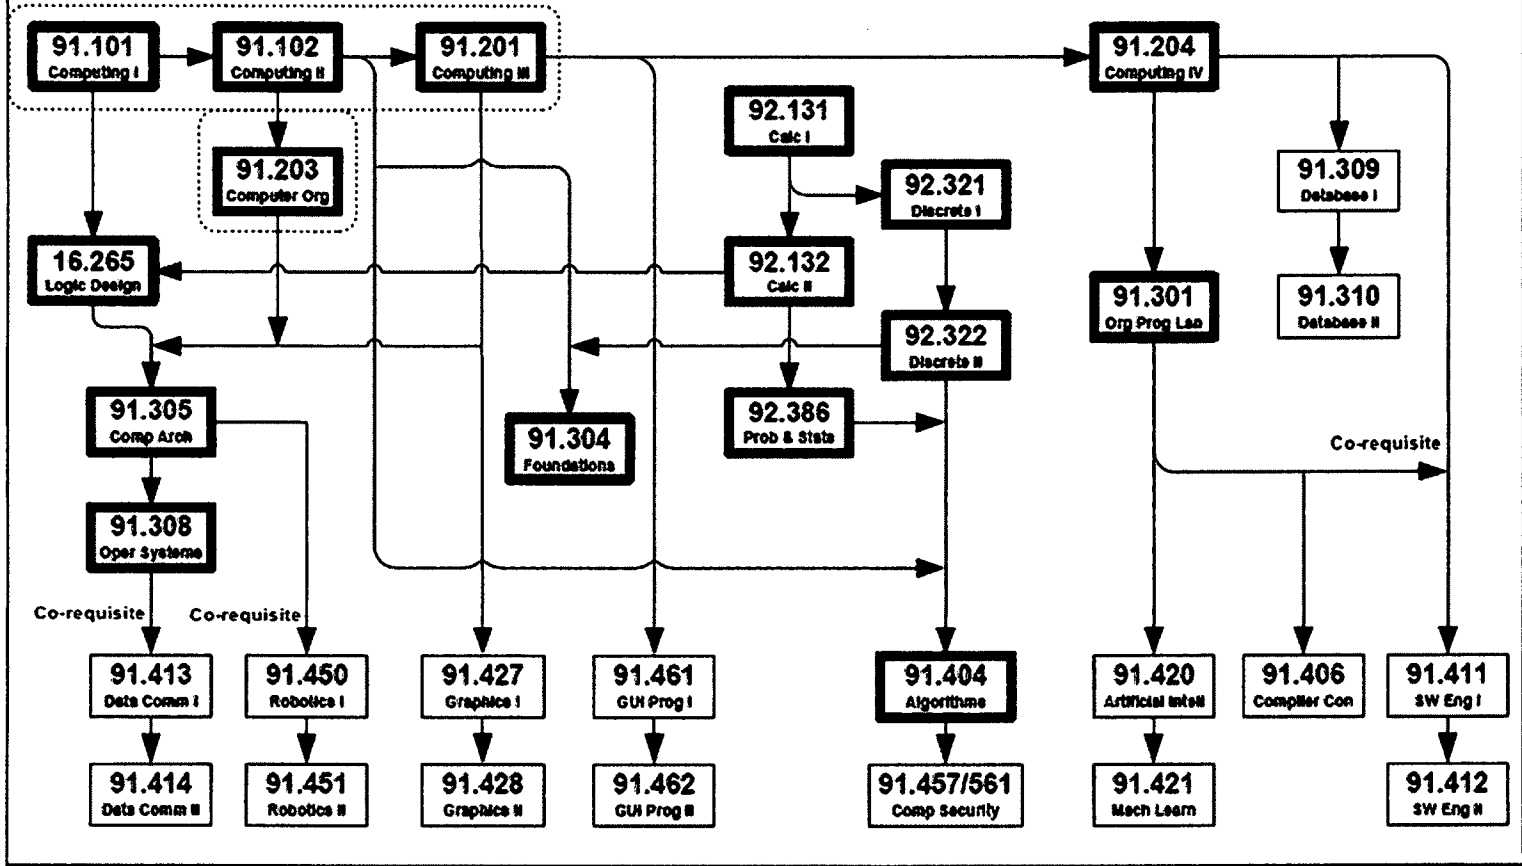 91.101
Computing I
91.102
Computing II
91.201
Computing III
91.204
Computing IV
92.131
Calc I
91.203
Computer Org
92.321
Discrete I
91.309
Database I
16.265
Logic Design
92.132
Calc II
91.301
Org Prog Lan
91.310
Database II
92.322
Discrete II
91.305
Comp Arch
91.304
Foundations
92.386
Prob & Stats
Co-requisite
91.308
Oper Systems
Co-requisite
Co-requisite
91.413
Data Comm I
91.450
Robotics I
91.427
Graphics I
91.461
GUI Prog I
91.404
Algorithms
91.420
Artificial Intell
91.406
Compiler Con
91.411
SW Eng I
91.414
Data Comm II
91.451
Robotics II
91.428
Graphics II
91.462
GUI Prog II
91.457/561
Comp Security
91.421
Mach Learn
91.412
SW Eng II